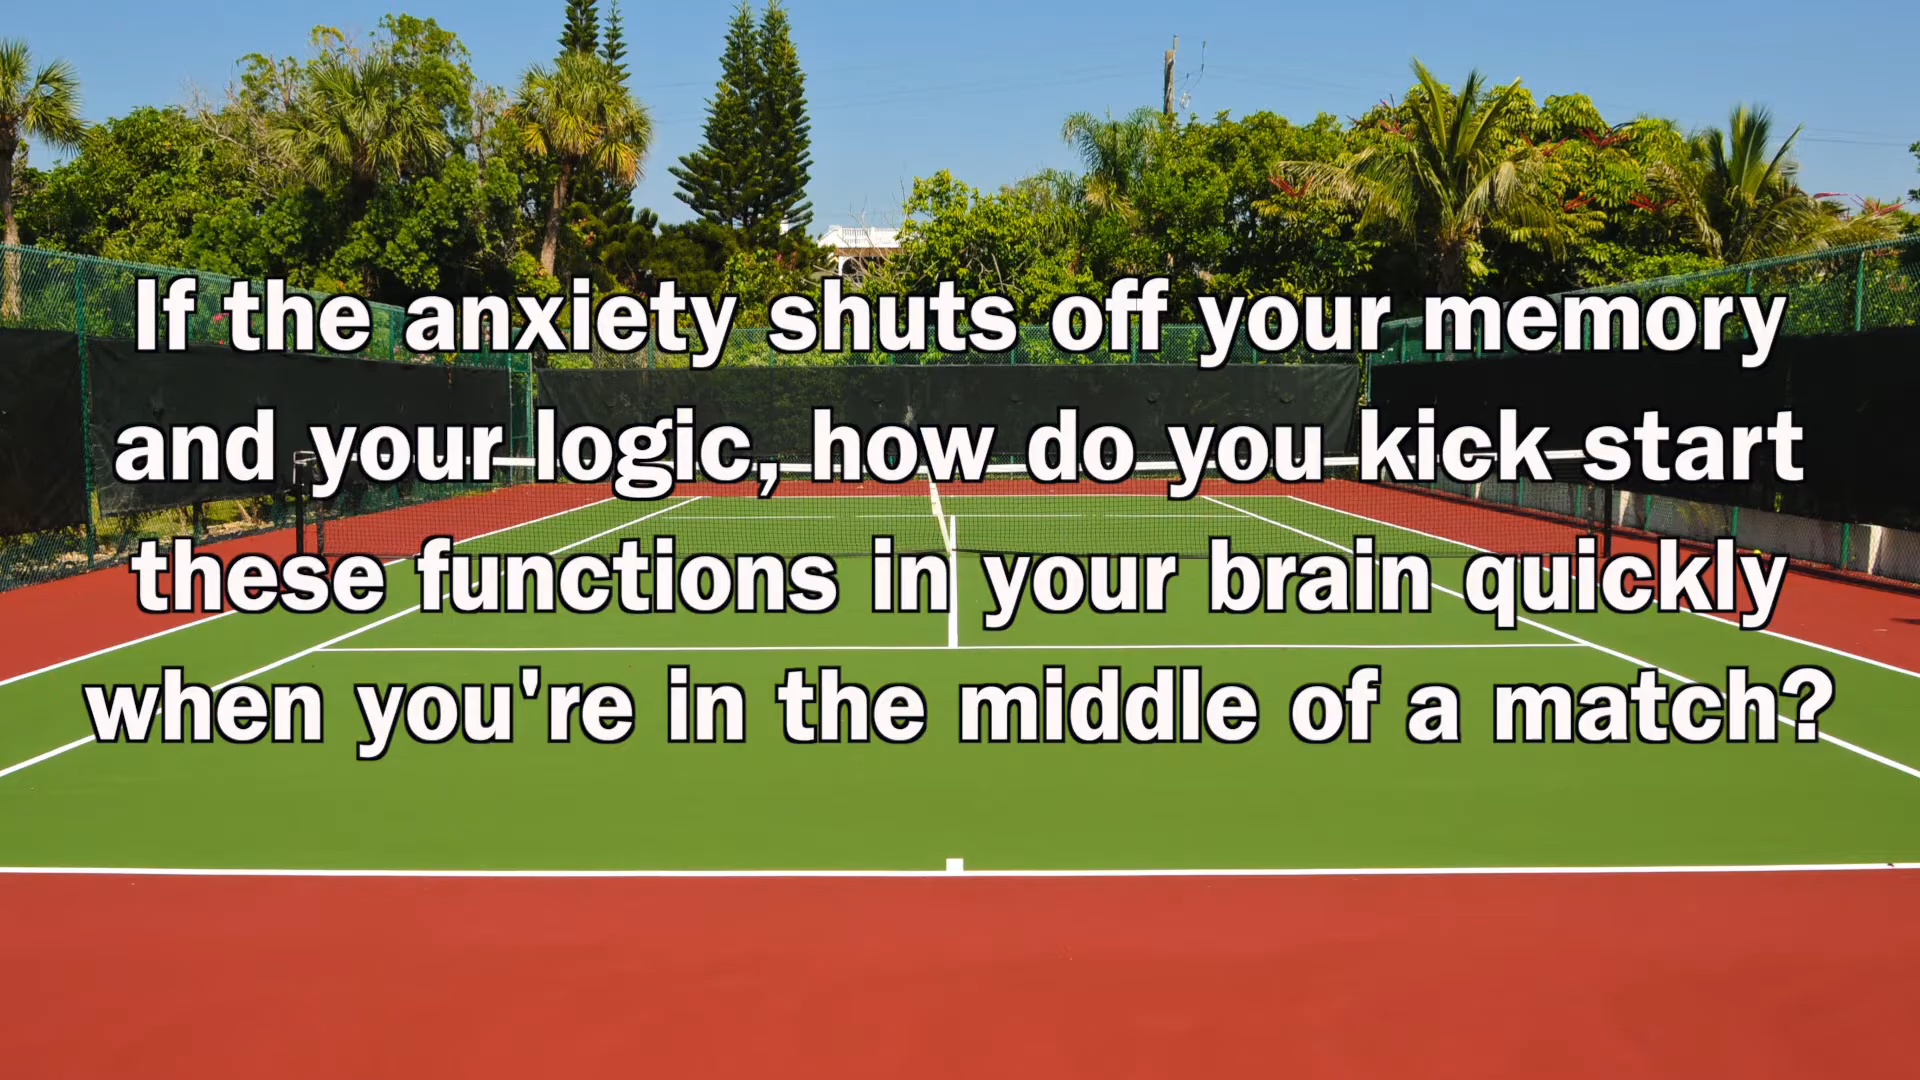 If the anxiety shuts off your memory
and your logic, how do you kick-start
these functions in your brain quickly
when you're in the middle of a match?